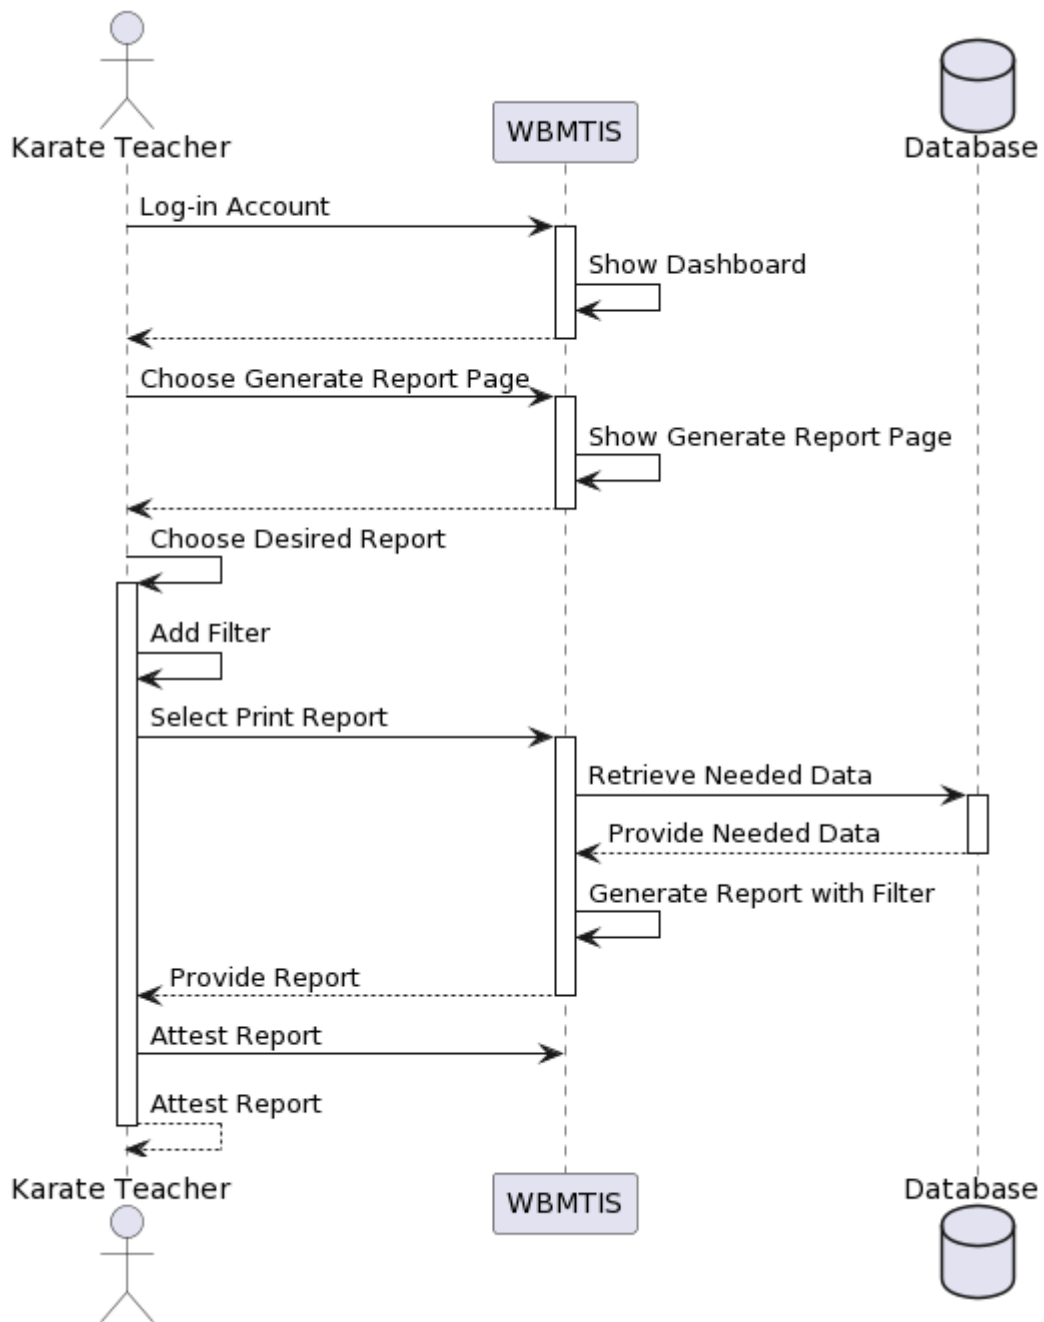 Karate Teacher
WBMTIS
Database
Log-in Account
Show Dashboard
Choose Generate Report Page
Show Generate Report Page
Choose Desired Report
Add Filter
Select Print Report
Retrieve Needed Data
Provide Needed Data
Generate Report with Filter
Provide Report
Attest Report
Attest Report
Karate Teacher
WBMTIS
Database